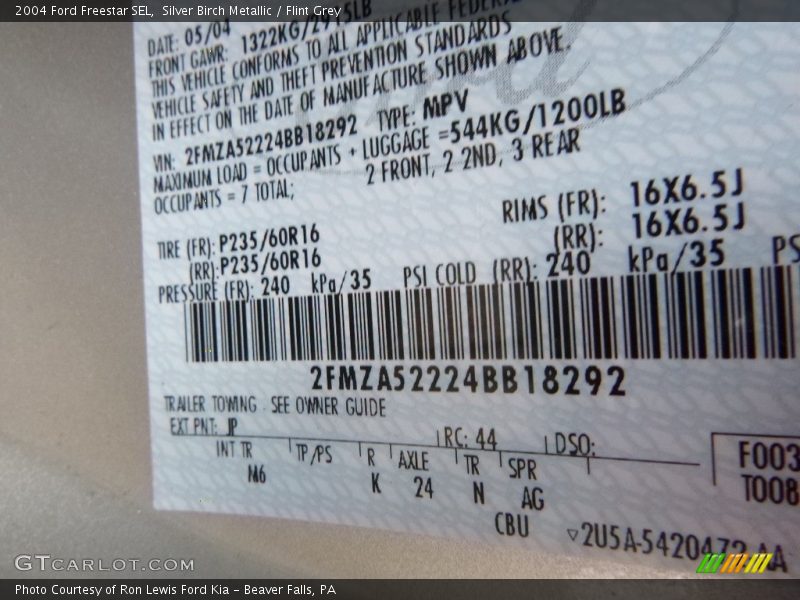 2004 Ford Freestar SEL, Silver Birch Metallic / Flint Grey
DATE: 05/04
FRONT GAWR: 1322KG/2915LB
THIS VEHICLE CONFORMS TO ALL APPLICABLE FEDERAL
VEHICLE SAFETY AND THEFT PREVENTION STANDARDS
IN EFFECT ON THE DATE OF MANUFACTURE SHOWN ABOVE.
VIN: 2FMZA52224BB18292 TYPE: MPV
MAXIMUM LOAD = OCCUPANTS + LUGGAGE =544KG/1200LB
OCCUPANTS = 7 TOTAL; 2 FRONT, 2 2ND, 3 REAR
RIMS (FR): 16X6.5J
TIRE (FR): P235/60R16 (RR): 16X6.5J
(RR): P235/60R16
PRESSURE (FR): 240 kPa/35 PSI COLD (RR): 240 kPa/35 PS
2FMZA52224BB18292
TRAILER TOWING - SEE OWNER GUIDE
EXT PNT: JP RC: 44 DSO:
INT TR TP/PS R AXLE TR SPR F003
M6 K 24 N AG T008
CBU ▽2U5A-5420472-AA
GTCARLOT.COM
Photo Courtesy of Ron Lewis Ford Kia - Beaver Falls, PA